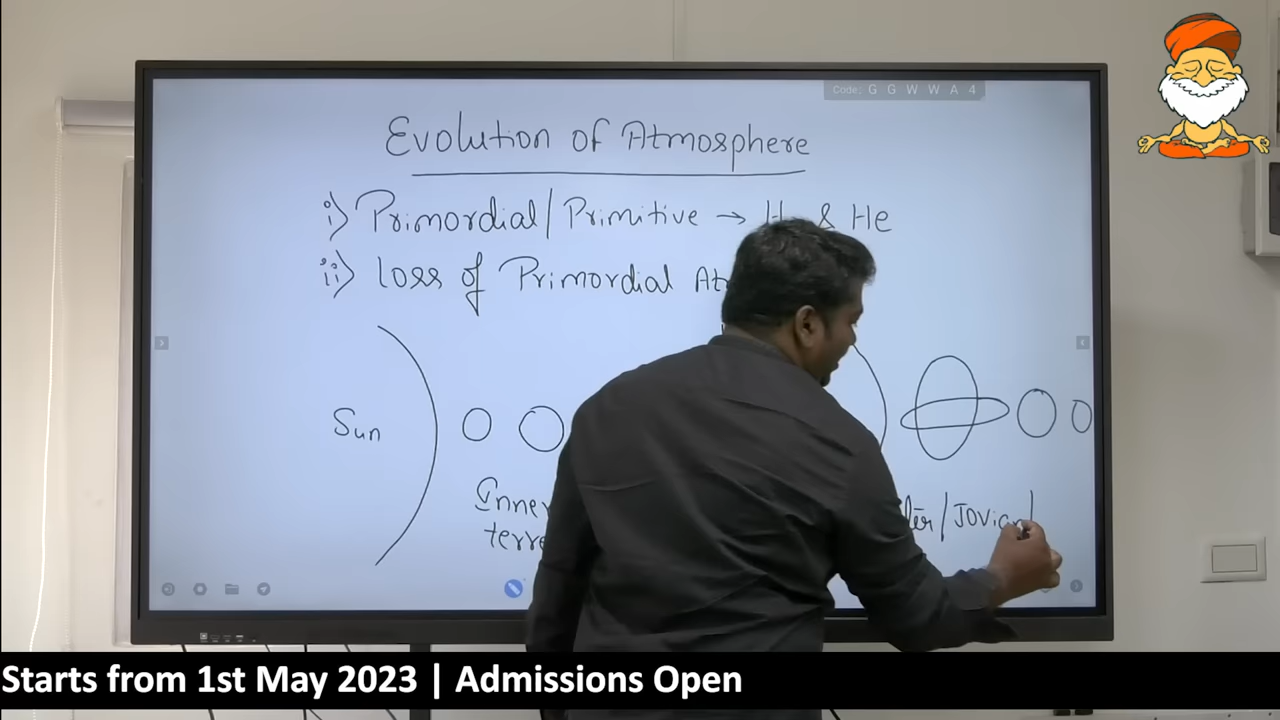 Code: G G W W A 4
Evolution of Atmosphere
i) Primordial/Primitive → & He
ii) Loss of Primordial
Sun
Inner
/Jovian/
Starts from 1st May 2023 | Admissions Open